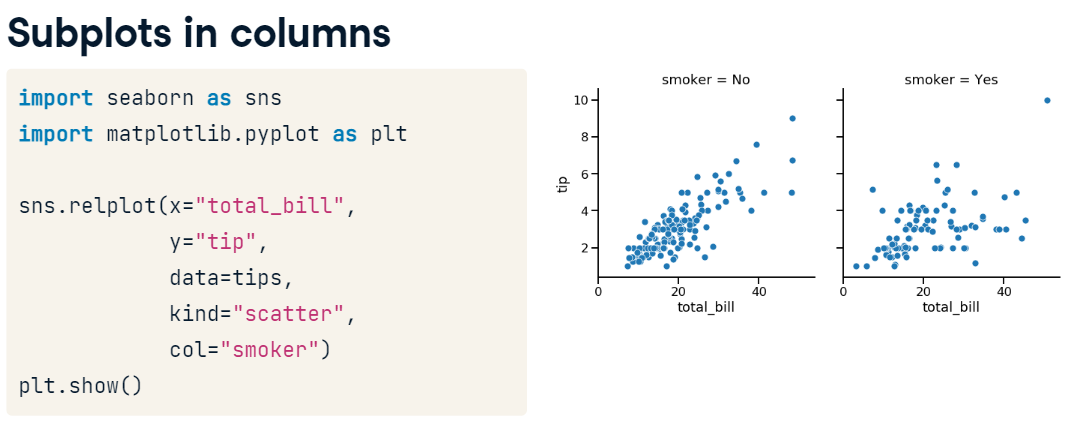 Subplots in columns
import seaborn as sns
import matplotlib.pyplot as plt
sns.relplot(x="total_bill",
y="tip",
data=tips,
kind="scatter",
col="smoker")
plt.show()
smoker = No
smoker = Yes
10
8
6
4
2
tip
0
20
40
total_bill
0
20
40
total_bill